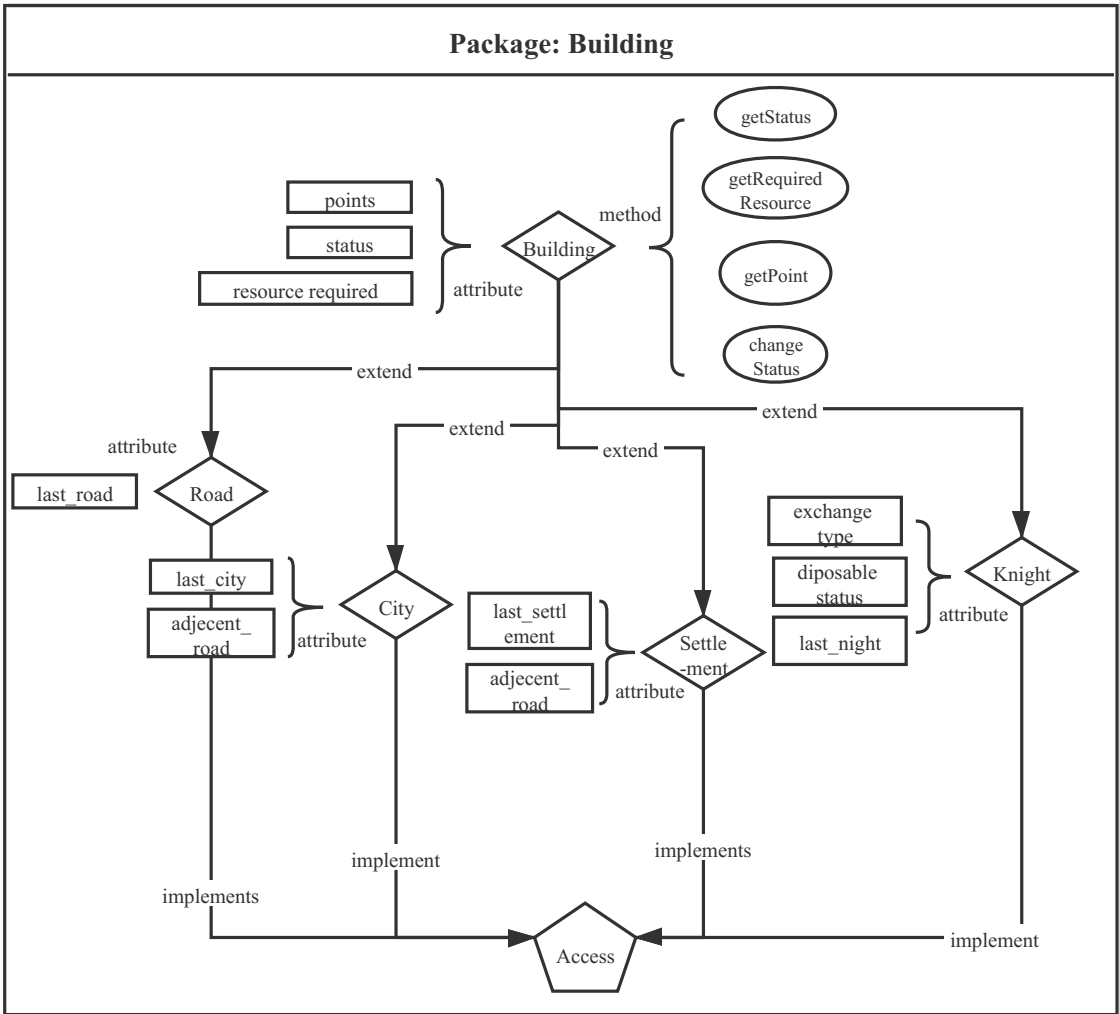 Package: Building
getStatus
getRequired
Resource
points
method
status
Building
resource required
attribute
getPoint
change
Status
extend
extend
extend
extend
attribute
last_road
Road
exchange
type
last_city
diposable
status
Knight
adjecent_
road
attribute
City
last_settl
ement
attribute
last_night
Settle
-ment
adjecent_
road
attribute
implement
implements
implements
implement
Access